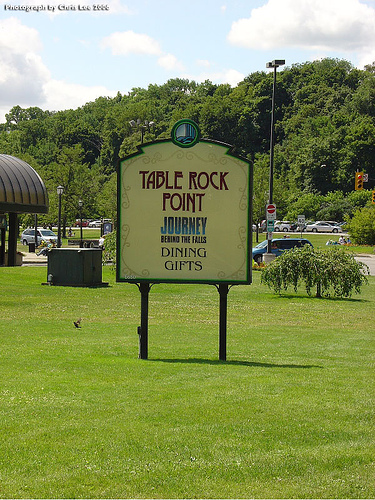 Photograph by Chris Lee 2006
TABLE ROCK
POINT
JOURNEY
BEHIND THE FALLS
DINING
GIFTS